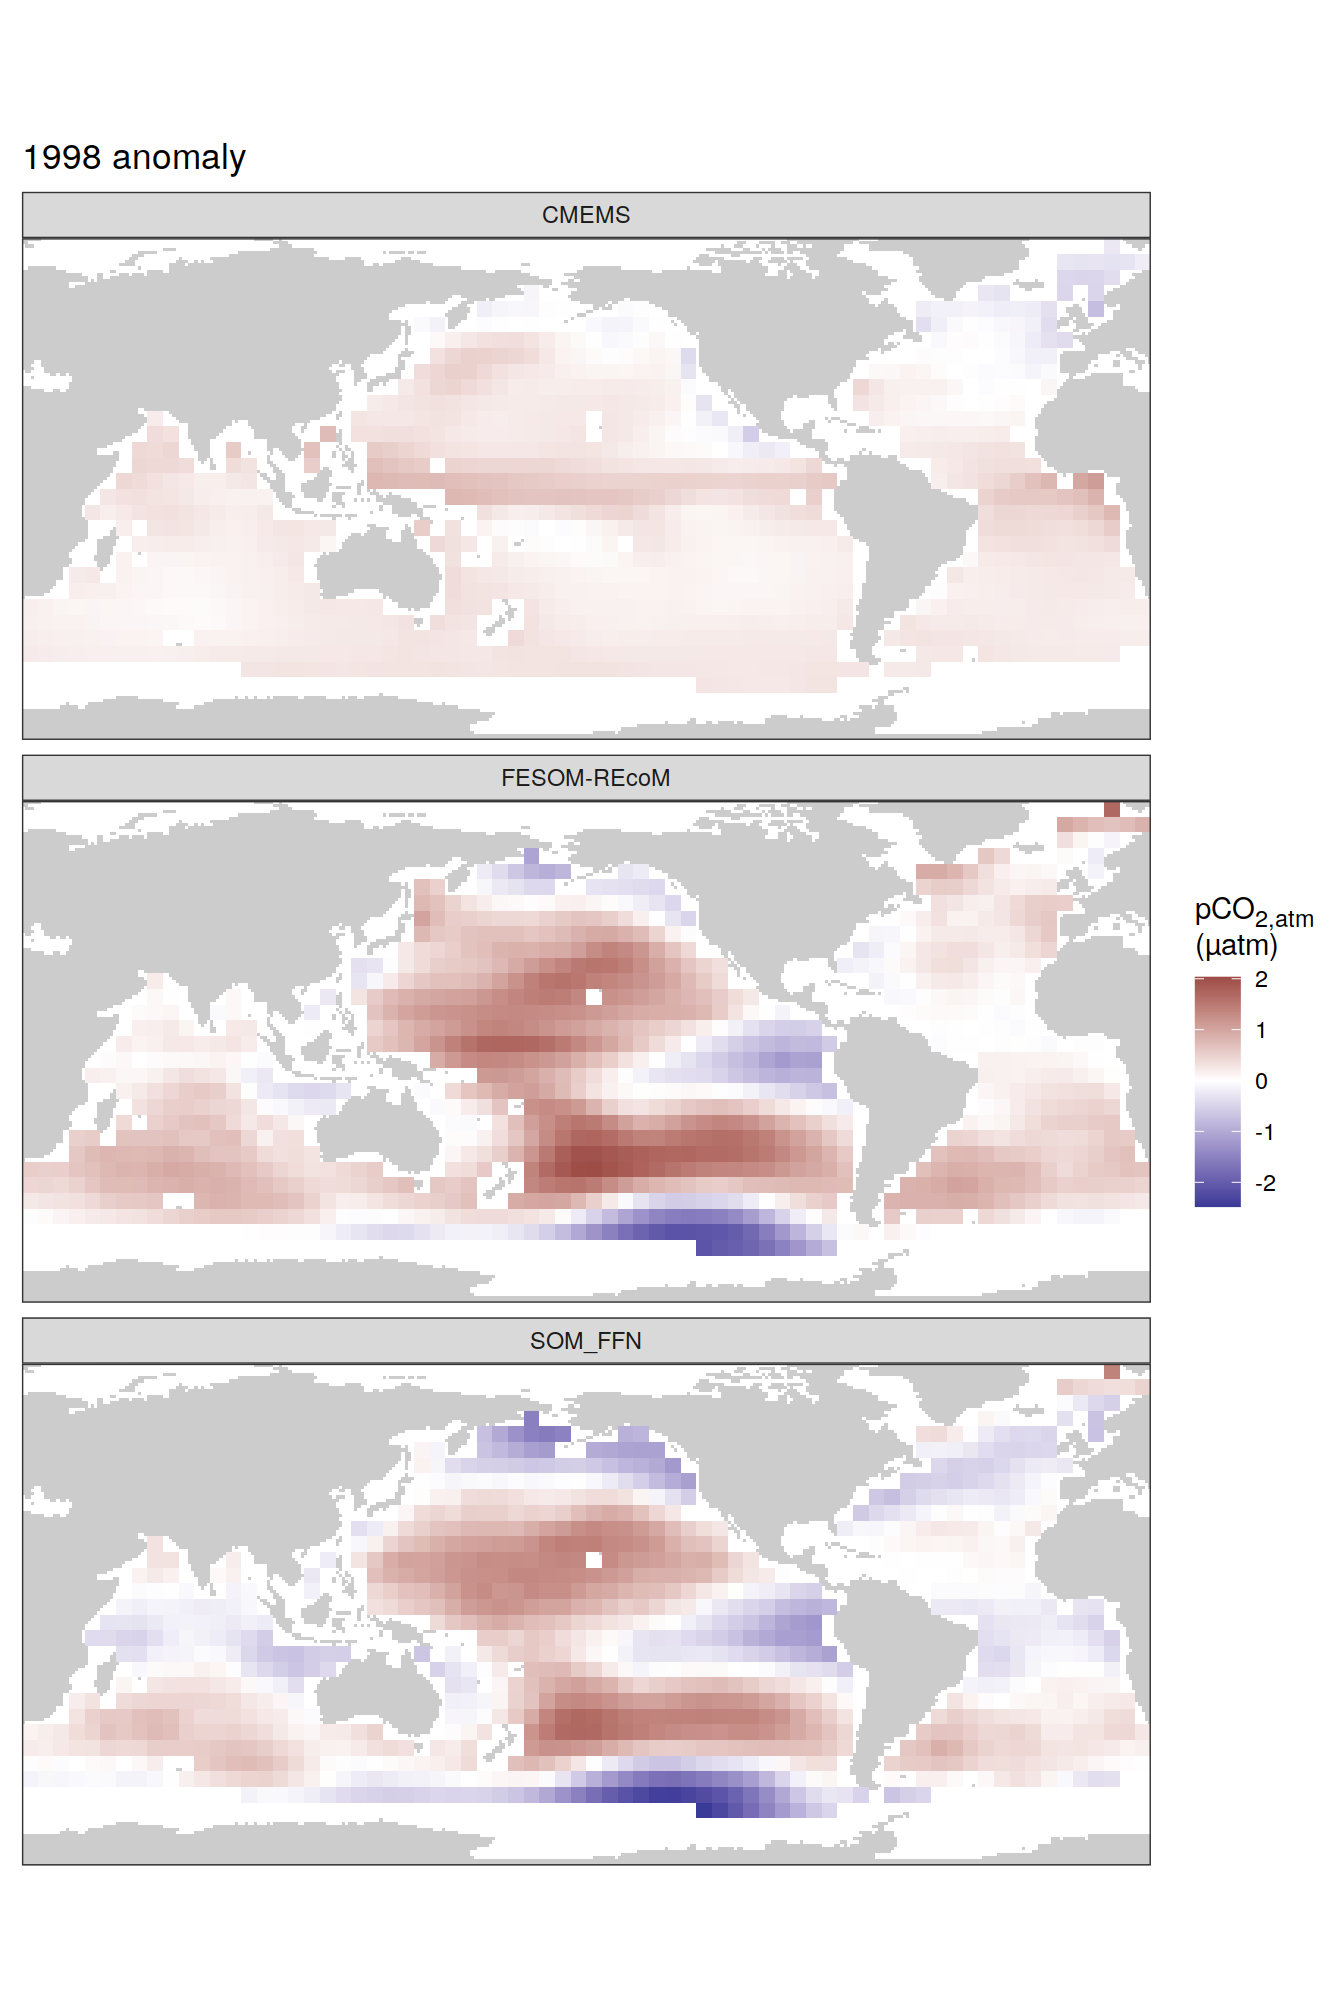 1998 anomaly
CMEMS
FESOM-REcoM
pCO2,atm
(µatm)
2
1
0
-1
-2
SOM_FFN